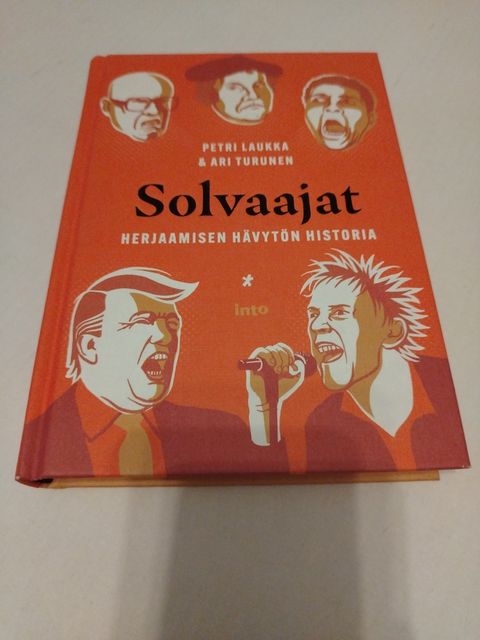 PETRI LAUKKA
& ARI TURUNEN
Solvaajat
HERJAAMISEN HÄVYTÖN HISTORIA
*
into